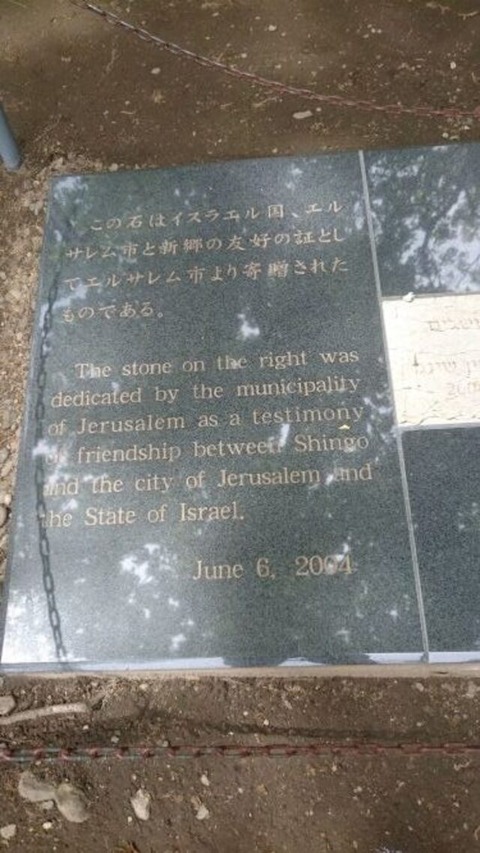 この石はイスラエル国、エル
サレム市と新郷の友好の証とし
てエルサレム市より寄贈された
ものである。
The stone on the right was
dedicated by the municipality
of Jerusalem as a testimony
of friendship between Shingo
and the city of Jerusalem and
the State of Israel.
June 6, 2004